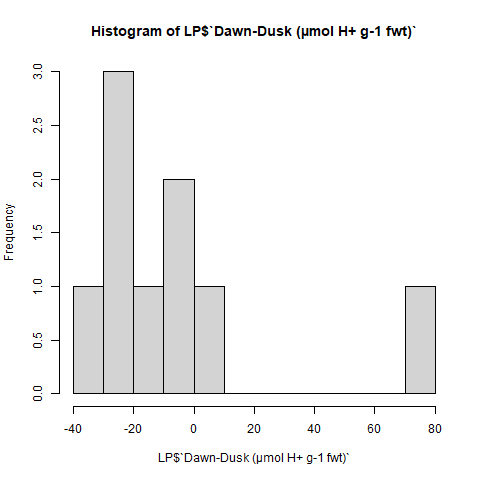 Histogram of LP$`Dawn-Dusk (µmol H+ g-1 fwt)`
Frequency
3.0
2.5
2.0
1.5
1.0
0.5
0.0
-40 -20 0 20 40 60 80
LP$`Dawn-Dusk (µmol H+ g-1 fwt)`